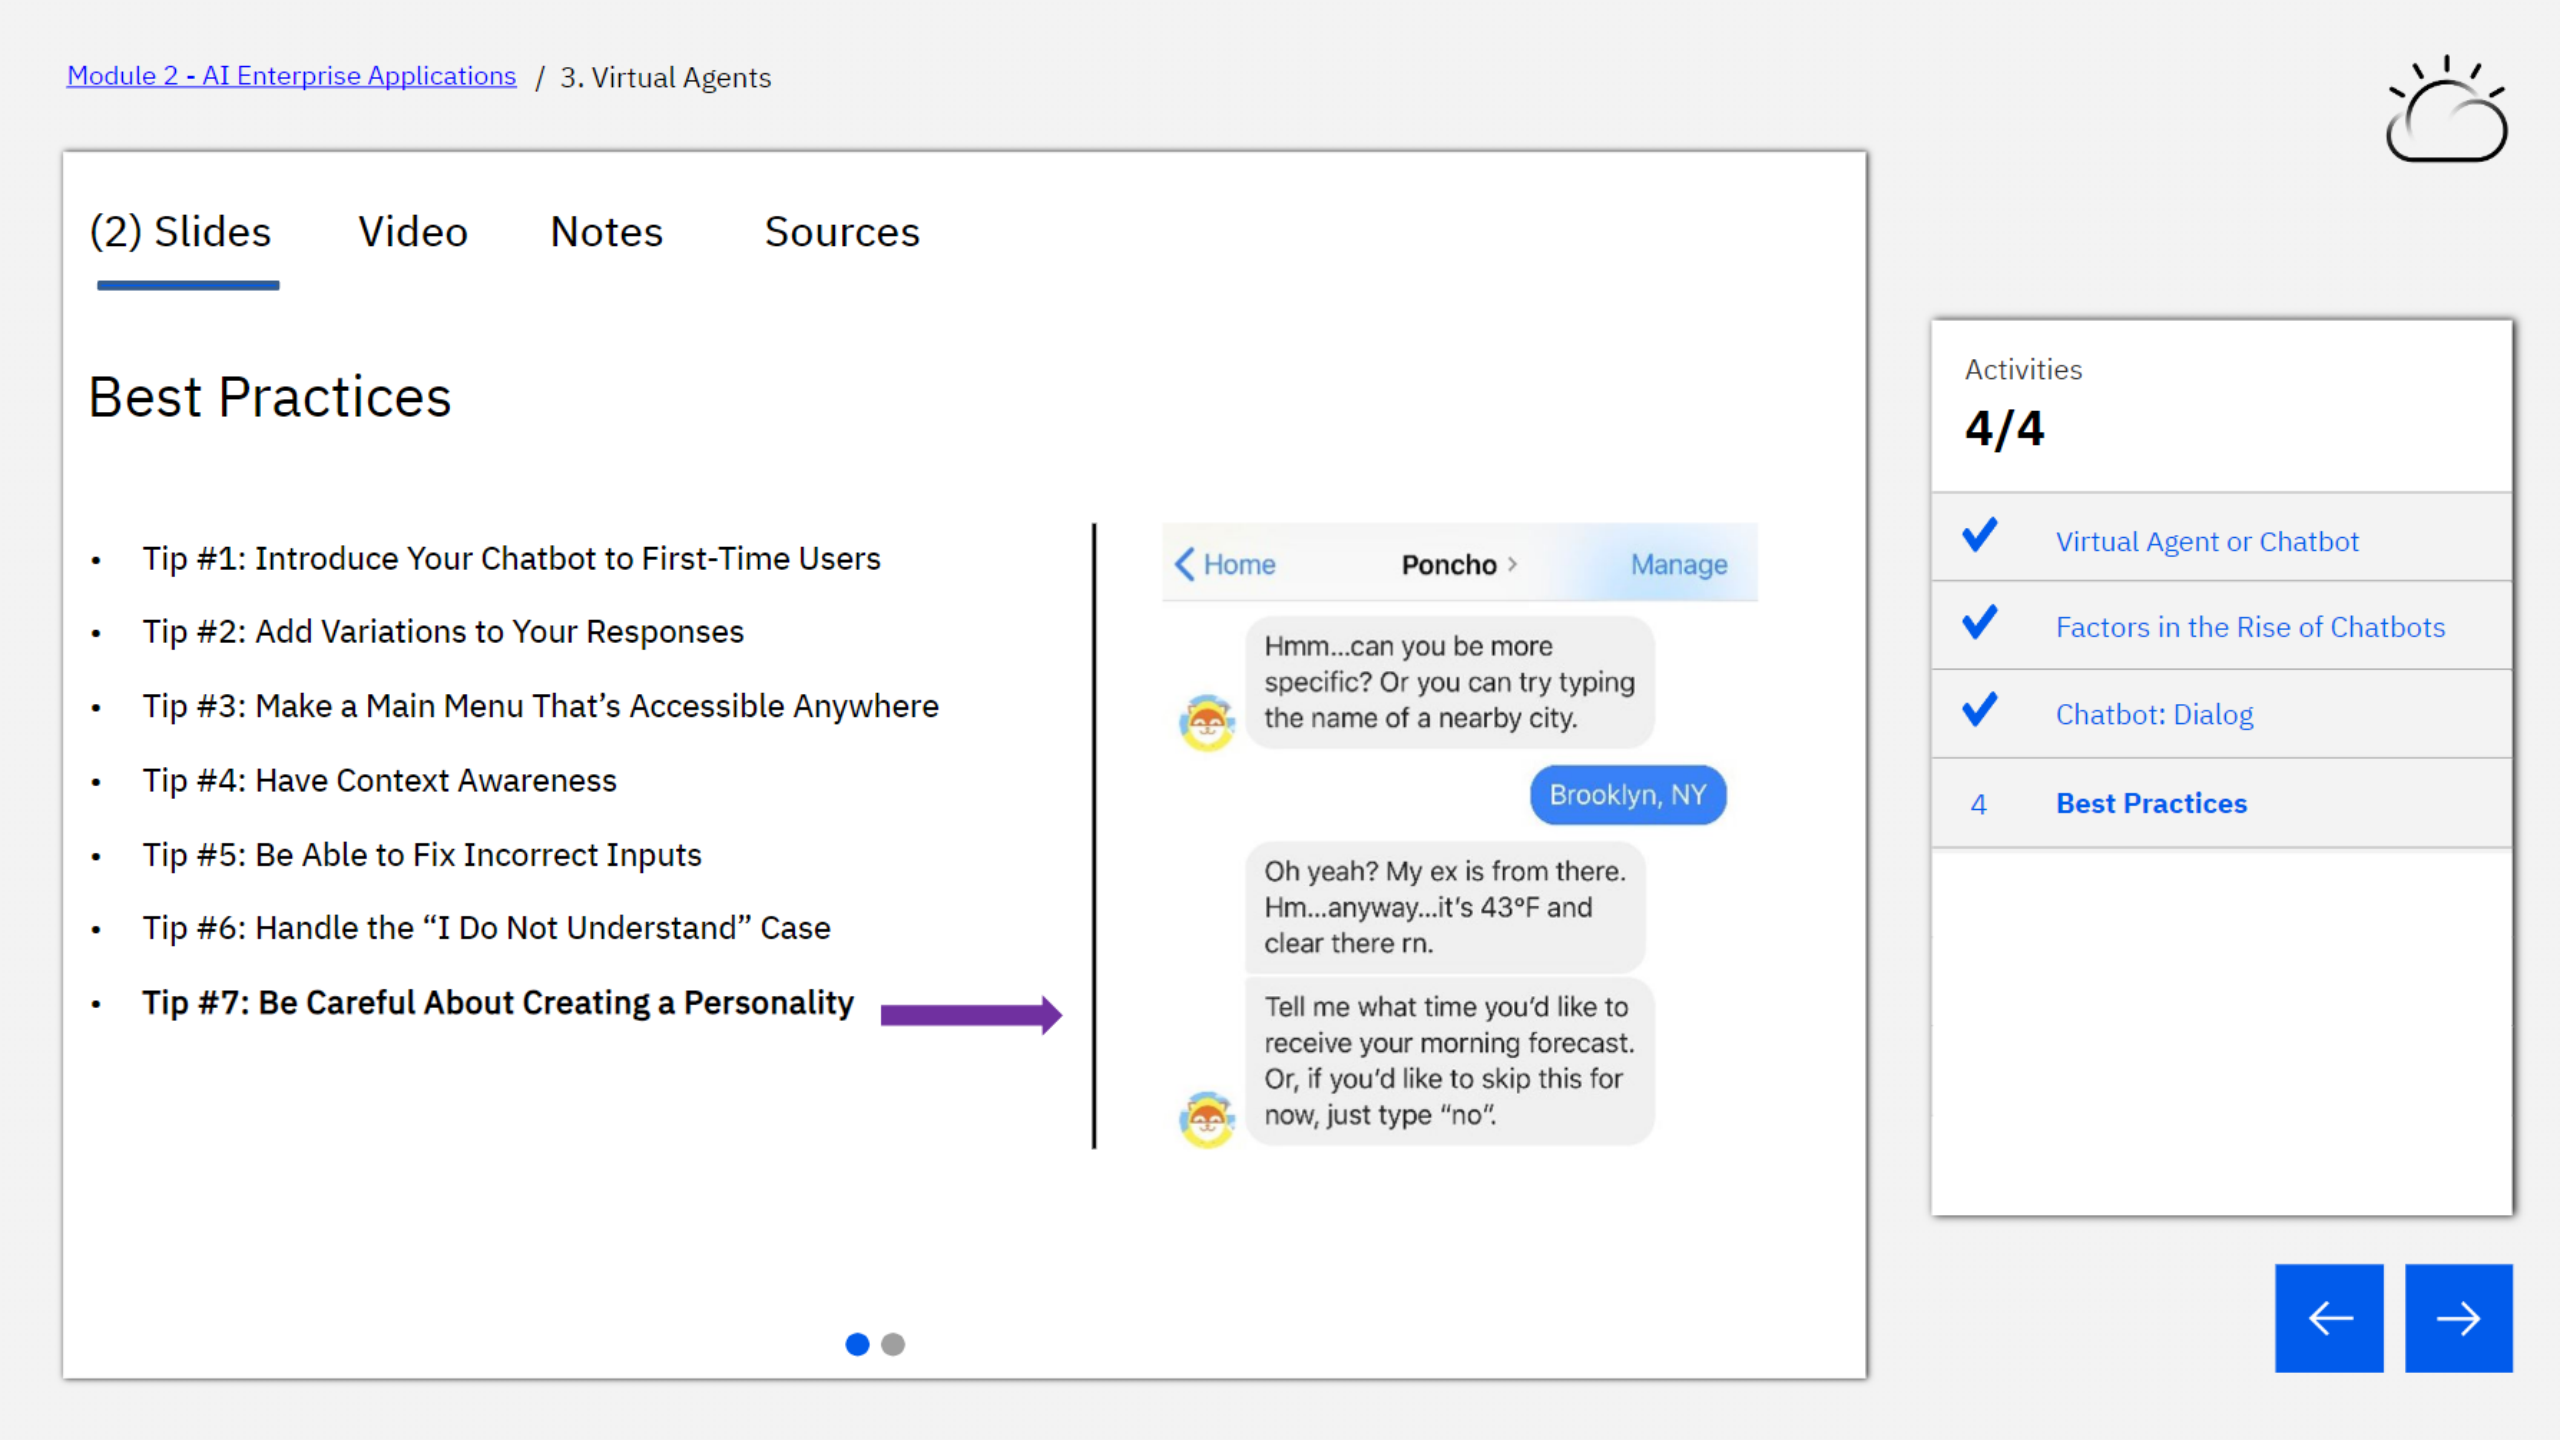 Module 2 - AI Enterprise Applications / 3. Virtual Agents
(2) Slides Video Notes Sources
Best Practices
• Tip #1: Introduce Your Chatbot to First-Time Users
• Tip #2: Add Variations to Your Responses
• Tip #3: Make a Main Menu That’s Accessible Anywhere
• Tip #4: Have Context Awareness
• Tip #5: Be Able to Fix Incorrect Inputs
• Tip #6: Handle the “I Do Not Understand” Case
• Tip #7: Be Careful About Creating a Personality
Home Poncho > Manage
Hmm...can you be more
specific? Or you can try typing
the name of a nearby city.
Brooklyn, NY
Oh yeah? My ex is from there.
Hm...anyway...it’s 43°F and
clear there rn.
Tell me what time you’d like to
receive your morning forecast.
Or, if you’d like to skip this for
now, just type “no”.
Activities
4/4
Virtual Agent or Chatbot
Factors in the Rise of Chatbots
Chatbot: Dialog
4 Best Practices